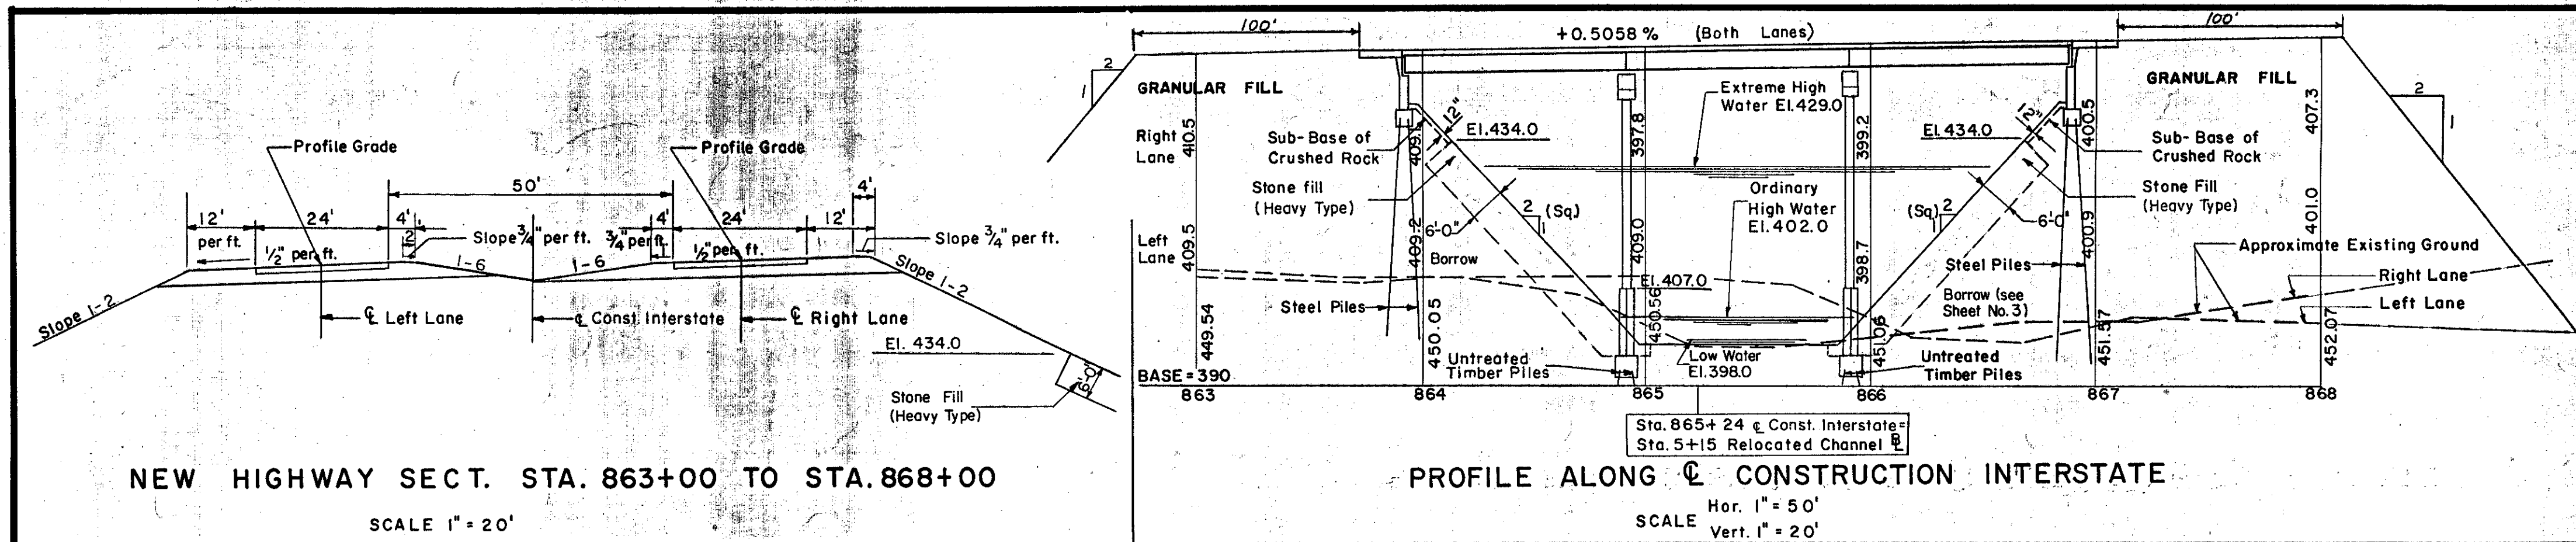 Profile Grade
Profile Grade
50'
4'
12'
24'
4'
4'
24'
12'
per ft.
1/2" per ft.
2'
Slope 3/4" per ft.
3/4" per ft.
1/2" per ft.
Slope 3/4" per ft.
1-6
1-6
Slope 1-2
Slope 1-2
℄ Left Lane
℄ Const. Interstate
℄ Right Lane
El. 434.0
6'-0"
Stone Fill
(Heavy Type)
NEW HIGHWAY SECT. STA. 863+00 TO STA. 868+00
SCALE 1" = 20'
100'
+0.5058 % (Both Lanes)
100'
2
1
GRANULAR FILL
GRANULAR FILL
2
1
Extreme High
Water El. 429.0
Right
Lane
410.5
409.1
397.8
399.2
400.5
407.3
Sub-Base of
Crushed Rock
12"
El. 434.0
El. 434.0
12"
Sub-Base of
Crushed Rock
Stone fill
(Heavy Type)
Stone Fill
(Heavy Type)
Ordinary
High Water
El. 402.0
2
1
(Sq.)
(Sq.)
2
1
6'-0"
6'-0"
Left
Lane
409.5
409.2
409.0
398.7
400.9
401.0
Borrow
Approximate Existing Ground
Steel Piles
Right Lane
Left Lane
El. 407.0
Steel Piles
Borrow (see
Sheet No. 3)
449.54
450.05
450.56
451.06
451.57
452.07
Untreated
Timber Piles
Low Water
El. 398.0
Untreated
Timber Piles
BASE = 390
863
864
865
866
867
868
Sta. 865+24 ℄ Const. Interstate=
Sta. 5+15 Relocated Channel BL
PROFILE ALONG ℄ CONSTRUCTION INTERSTATE
SCALE Hor. 1" = 50'
Vert. 1" = 20'